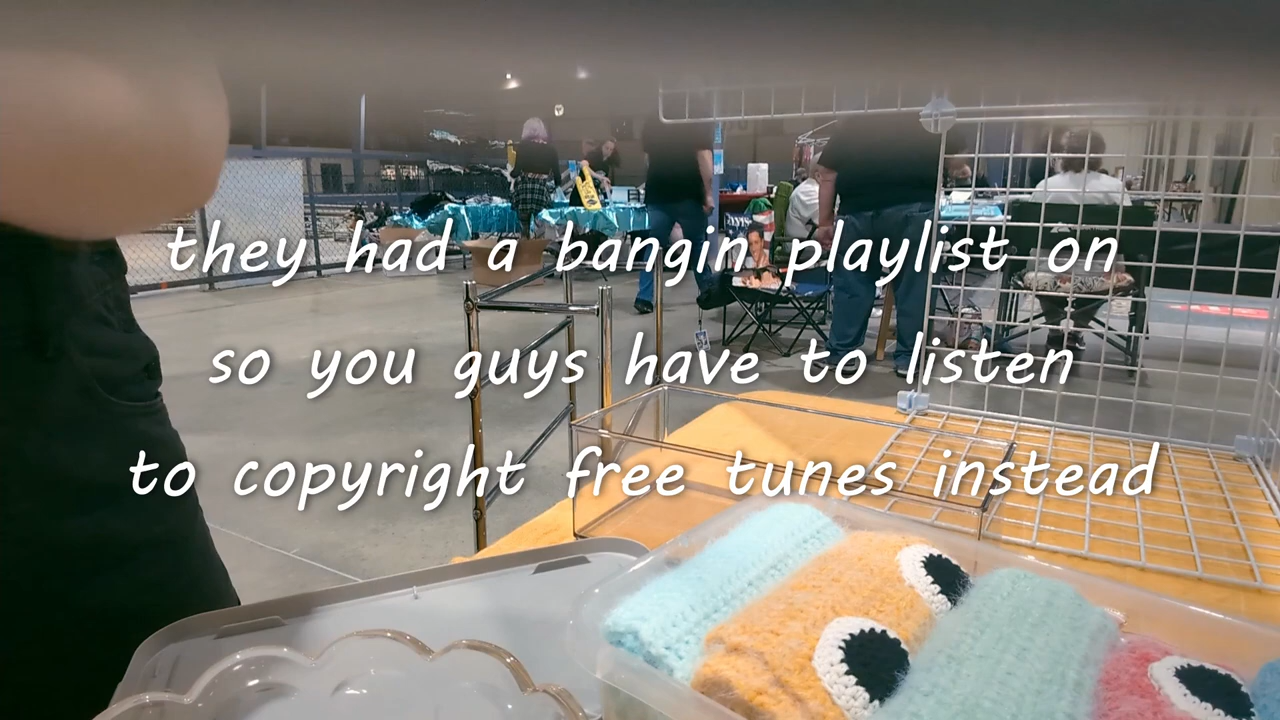 they had a bangin playlist on
so you guys have to listen
to copyright free tunes instead